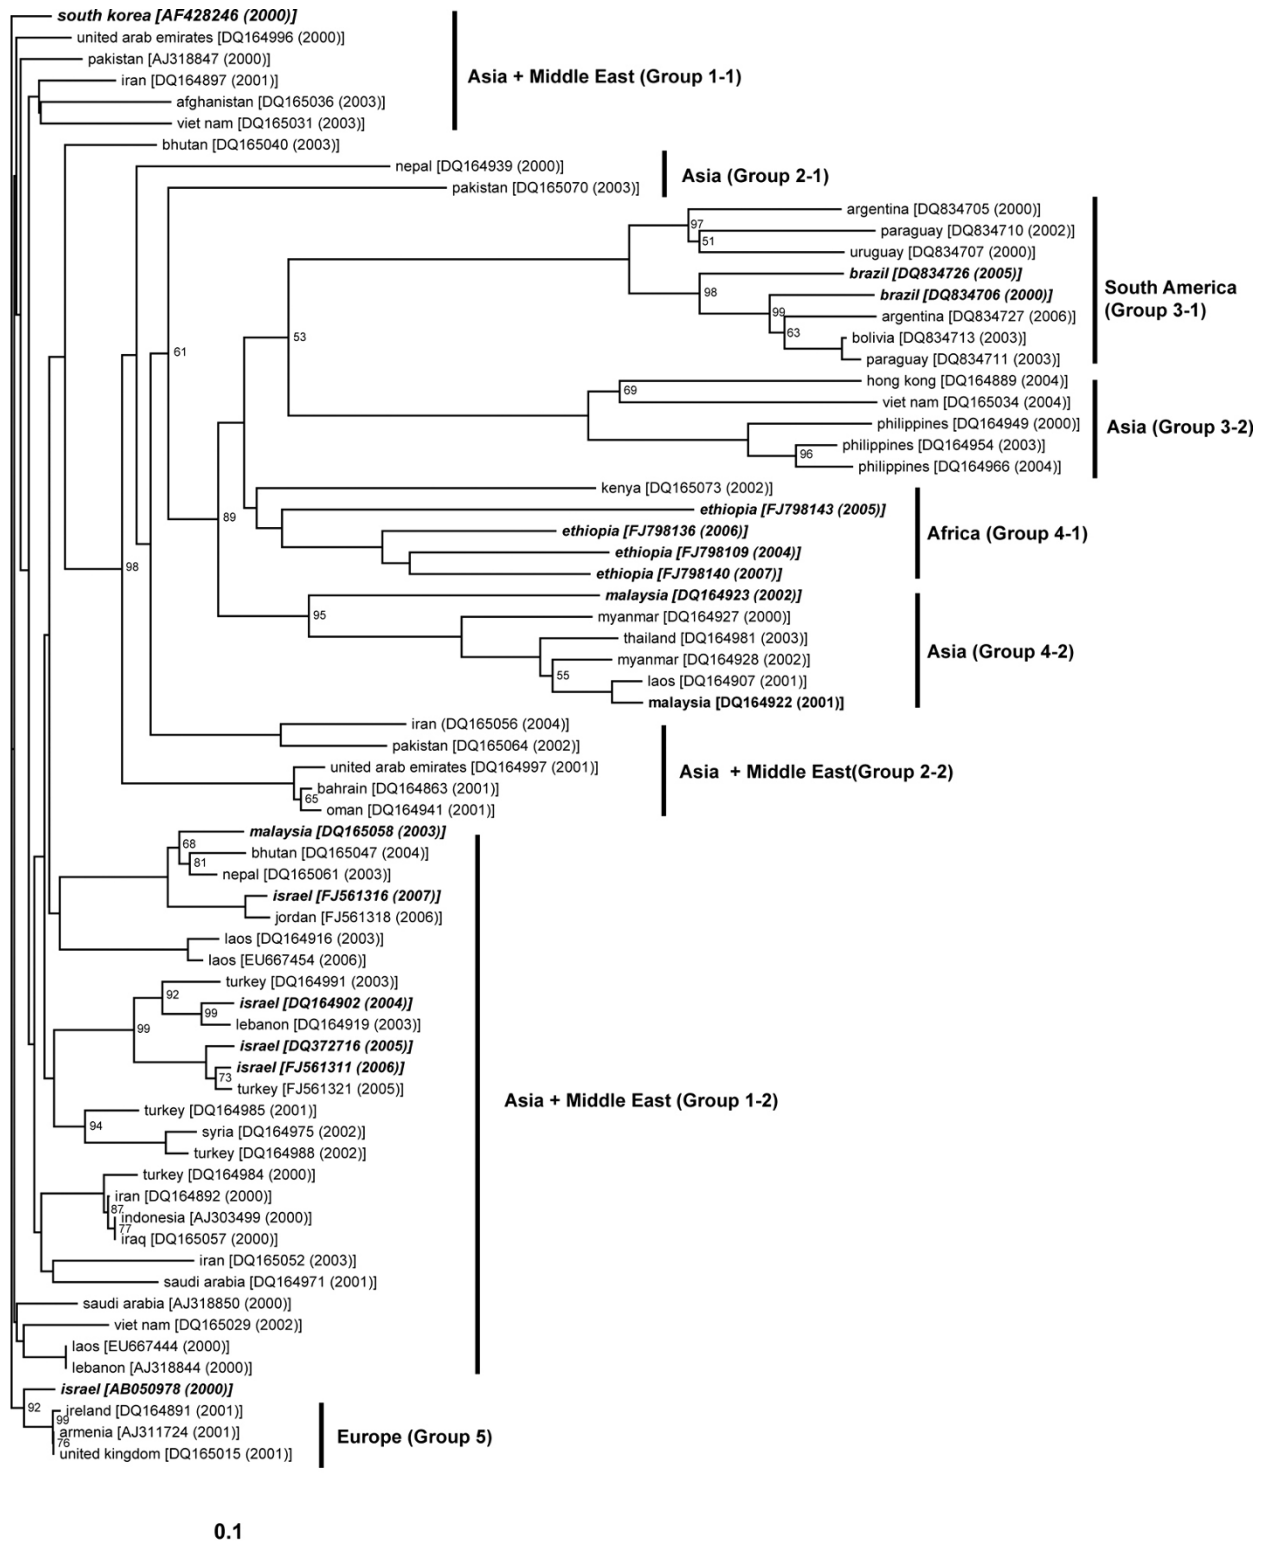 south korea [AF428246 (2000)]
united arab emirates [DQ164996 (2000)]
pakistan [AJ318847 (2000)]
iran [DQ164897 (2001)]
afghanistan [DQ165036 (2003)]
viet nam [DQ165031 (2003)]
Asia + Middle East (Group 1-1)
bhutan [DQ165040 (2003)]
nepal [DQ164939 (2000)]
pakistan [DQ165070 (2003)]
Asia (Group 2-1)
argentina [DQ834705 (2000)]
97
paraguay [DQ834710 (2002)]
51
uruguay [DQ834707 (2000)]
brazil [DQ834726 (2005)]
98
brazil [DQ834706 (2000)]
99
argentina [DQ834727 (2006)]
63
bolivia [DQ834713 (2003)]
paraguay [DQ834711 (2003)]
South America
(Group 3-1)
53
61
hong kong [DQ164889 (2004)]
69
viet nam [DQ165034 (2004)]
philippines [DQ164949 (2000)]
philippines [DQ164954 (2003)]
96
philippines [DQ164966 (2004)]
Asia (Group 3-2)
kenya [DQ165073 (2002)]
ethiopia [FJ798143 (2005)]
89
ethiopia [FJ798136 (2006)]
ethiopia [FJ798109 (2004)]
ethiopia [FJ798140 (2007)]
Africa (Group 4-1)
98
malaysia [DQ164923 (2002)]
95
myanmar [DQ164927 (2000)]
thailand [DQ164981 (2003)]
myanmar [DQ164928 (2002)]
55
laos [DQ164907 (2001)]
malaysia [DQ164922 (2001)]
Asia (Group 4-2)
iran (DQ165056 (2004)]
pakistan [DQ165064 (2002)]
united arab emirates [DQ164997 (2001)]
bahrain [DQ164863 (2001)]
65
oman [DQ164941 (2001)]
Asia + Middle East(Group 2-2)
malaysia [DQ165058 (2003)]
68
bhutan [DQ165047 (2004)]
81
nepal [DQ165061 (2003)]
israel [FJ561316 (2007)]
jordan [FJ561318 (2006)]
laos [DQ164916 (2003)]
laos [EU667454 (2006)]
turkey [DQ164991 (2003)]
92
israel [DQ164902 (2004)]
99
lebanon [DQ164919 (2003)]
99
israel [DQ372716 (2005)]
israel [FJ561311 (2006)]
73
turkey [FJ561321 (2005)]
turkey [DQ164985 (2001)]
94
syria [DQ164975 (2002)]
turkey [DQ164988 (2002)]
turkey [DQ164984 (2000)]
iran [DQ164892 (2000)]
87
indonesia [AJ303499 (2000)]
77
iraq [DQ165057 (2000)]
iran [DQ165052 (2003)]
saudi arabia [DQ164971 (2001)]
saudi arabia [AJ318850 (2000)]
viet nam [DQ165029 (2002)]
laos [EU667444 (2000)]
lebanon [AJ318844 (2000)]
Asia + Middle East (Group 1-2)
israel [AB050978 (2000)]
92
ireland [DQ164891 (2001)]
99
armenia [AJ311724 (2001)]
76
united kingdom [DQ165015 (2001)]
Europe (Group 5)
0.1